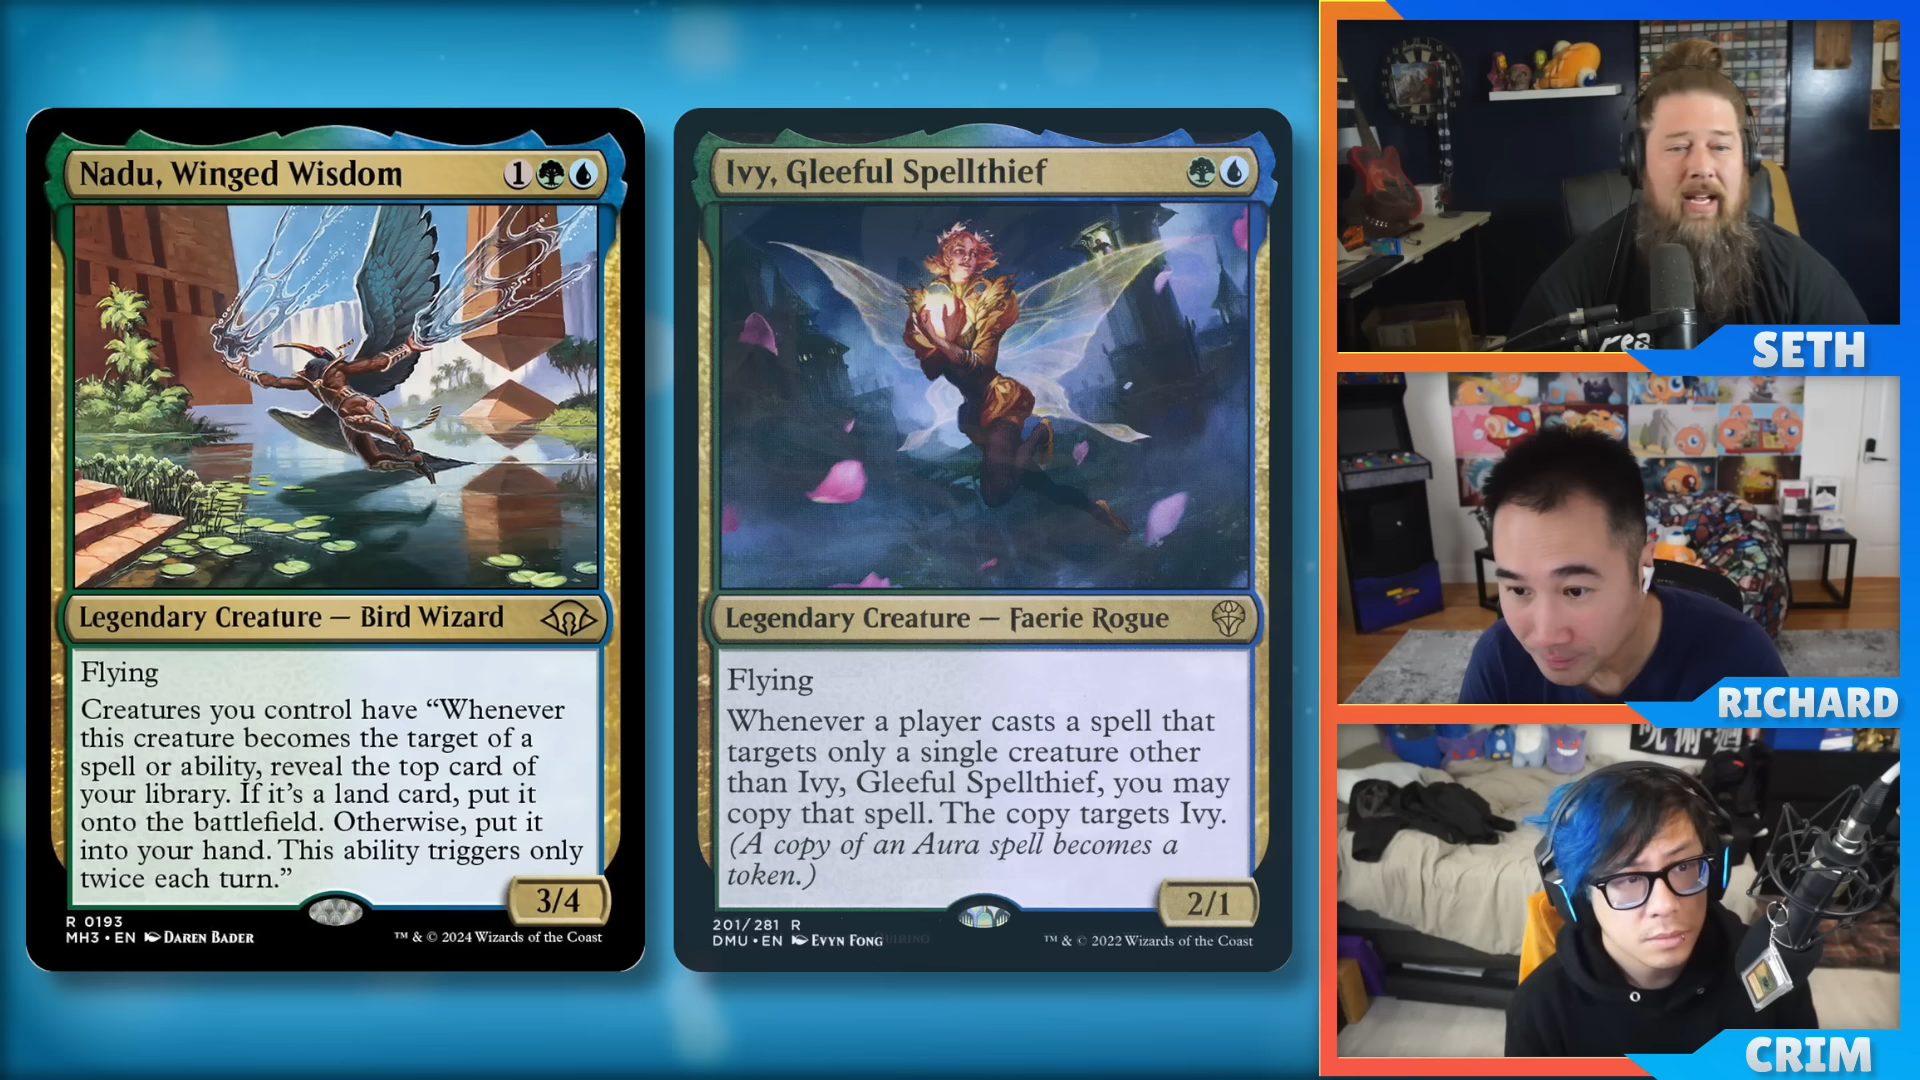 Nadu, Winged Wisdom 1
Legendary Creature — Bird Wizard
Flying
Creatures you control have “Whenever
this creature becomes the target of a
spell or ability, reveal the top card of
your library. If it’s a land card, put it
onto the battlefield. Otherwise, put it
into your hand. This ability triggers only
twice each turn.”
3/4
R 0193
MH3 • EN DAREN BADER
™ & © 2024 Wizards of the Coast
Ivy, Gleeful Spellthief
Legendary Creature — Faerie Rogue
Flying
Whenever a player casts a spell that
targets only a single creature other
than Ivy, Gleeful Spellthief, you may
copy that spell. The copy targets Ivy.
(A copy of an Aura spell becomes a
token.)
2/1
201/281 R
DMU • EN EVYN FONG
™ & © 2022 Wizards of the Coast
SETH
RICHARD
CRIM